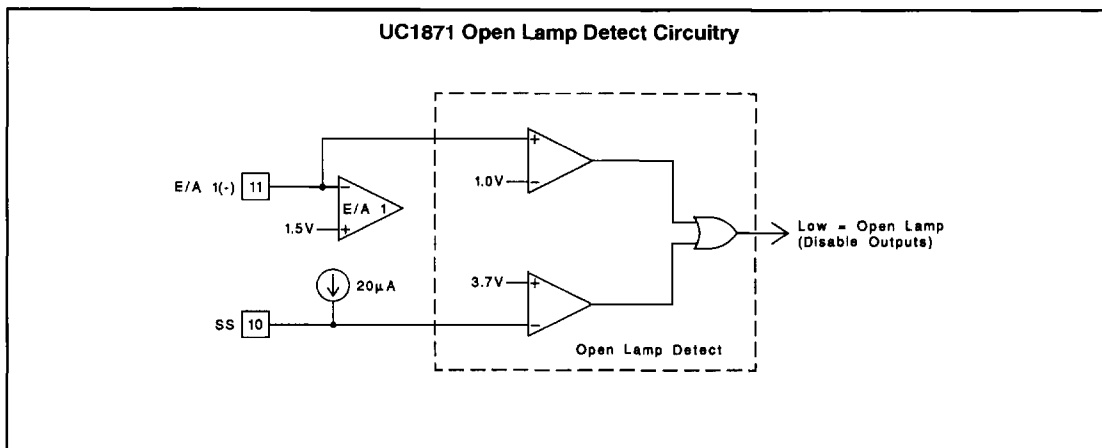 UC1871 Open Lamp Detect Circuitry
+
1.0V
−
E/A 1(-) 11
−
E/A 1
1.5V
+
Low = Open Lamp
(Disable Outputs)
3.7V
+
20μA
SS 10
−
Open Lamp Detect